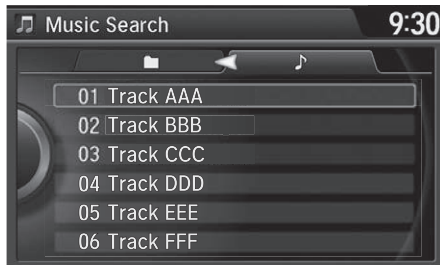 Music Search 9:30
01 Track AAA
02 Track BBB
03 Track CCC
04 Track DDD
05 Track EEE
06 Track FFF